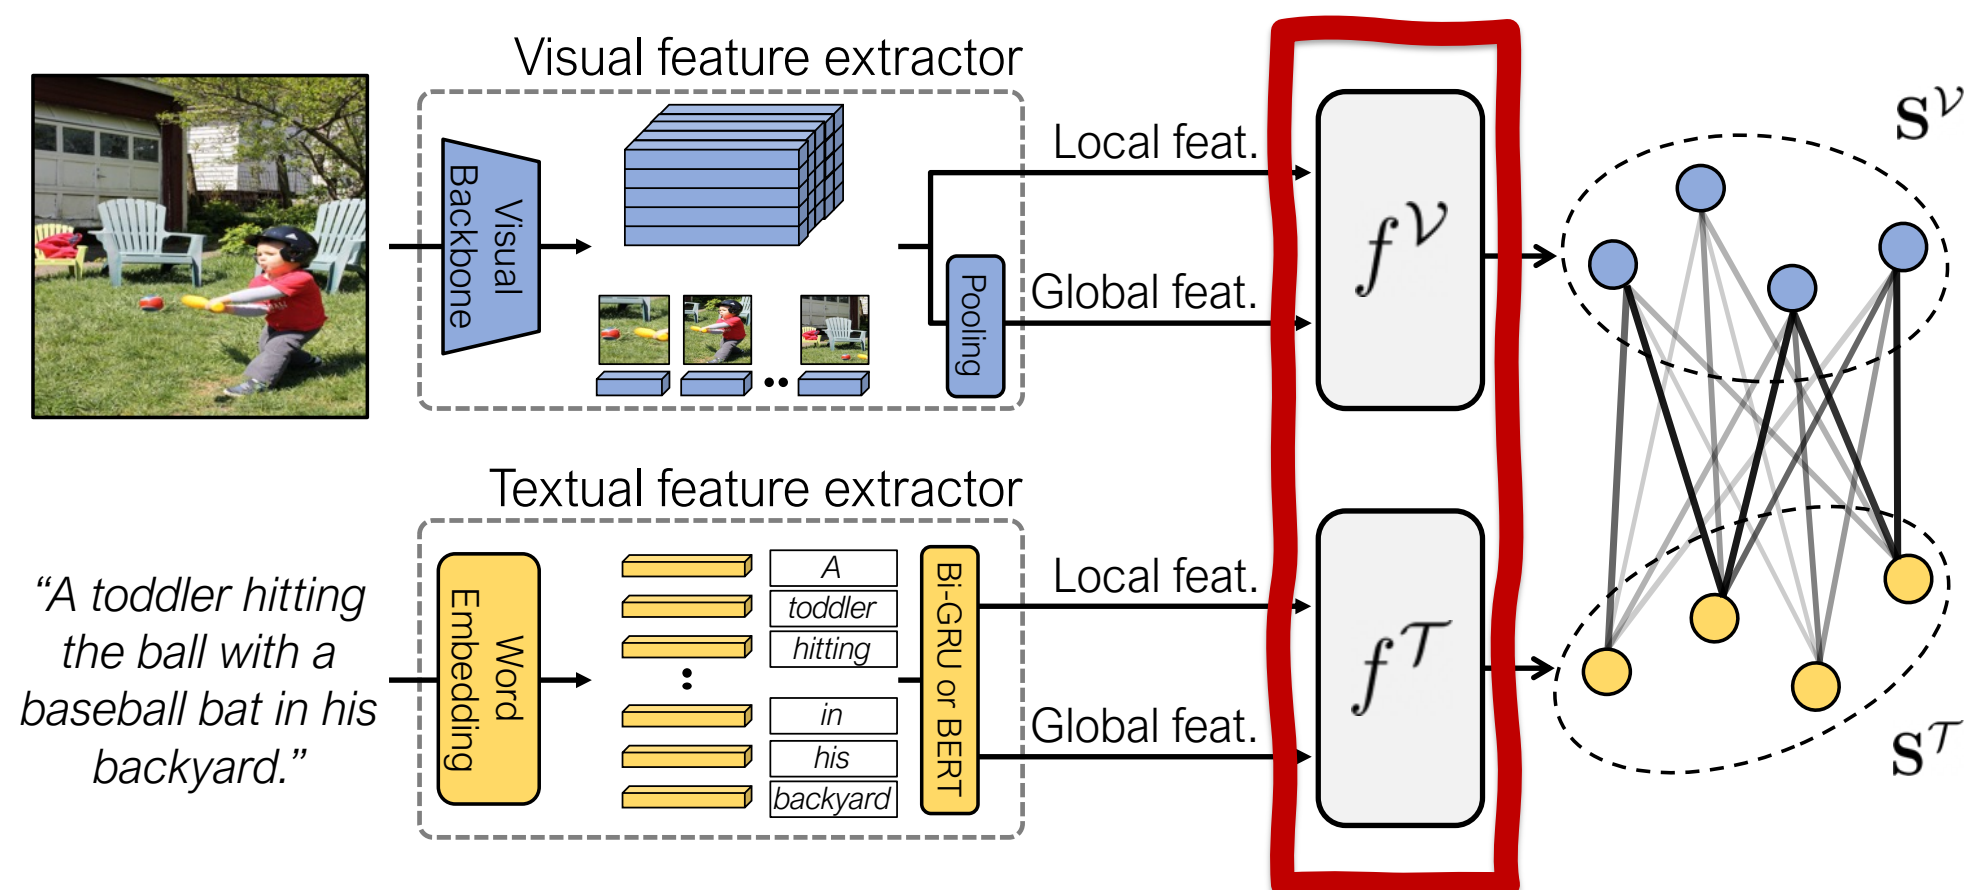 Visual feature extractor
Visual
Backbone
Pooling
Local feat.
Global feat.
f^𝒱
S^𝒱
Textual feature extractor
“A toddler hitting
the ball with a
baseball bat in his
backyard.”
Word
Embedding
A
toddler
hitting
in
his
backyard
Bi-GRU or BERT
Local feat.
Global feat.
f^𝒯
S^𝒯